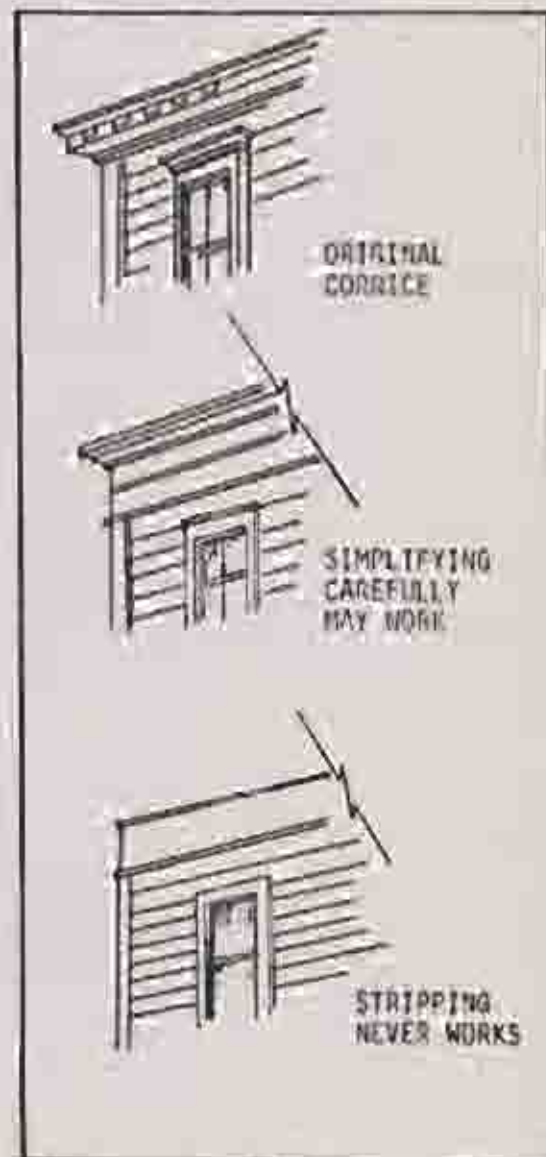 ORIGINAL
CORNICE
SIMPLIFYING
CAREFULLY
MAY WORK
STRIPPING
NEVER WORKS